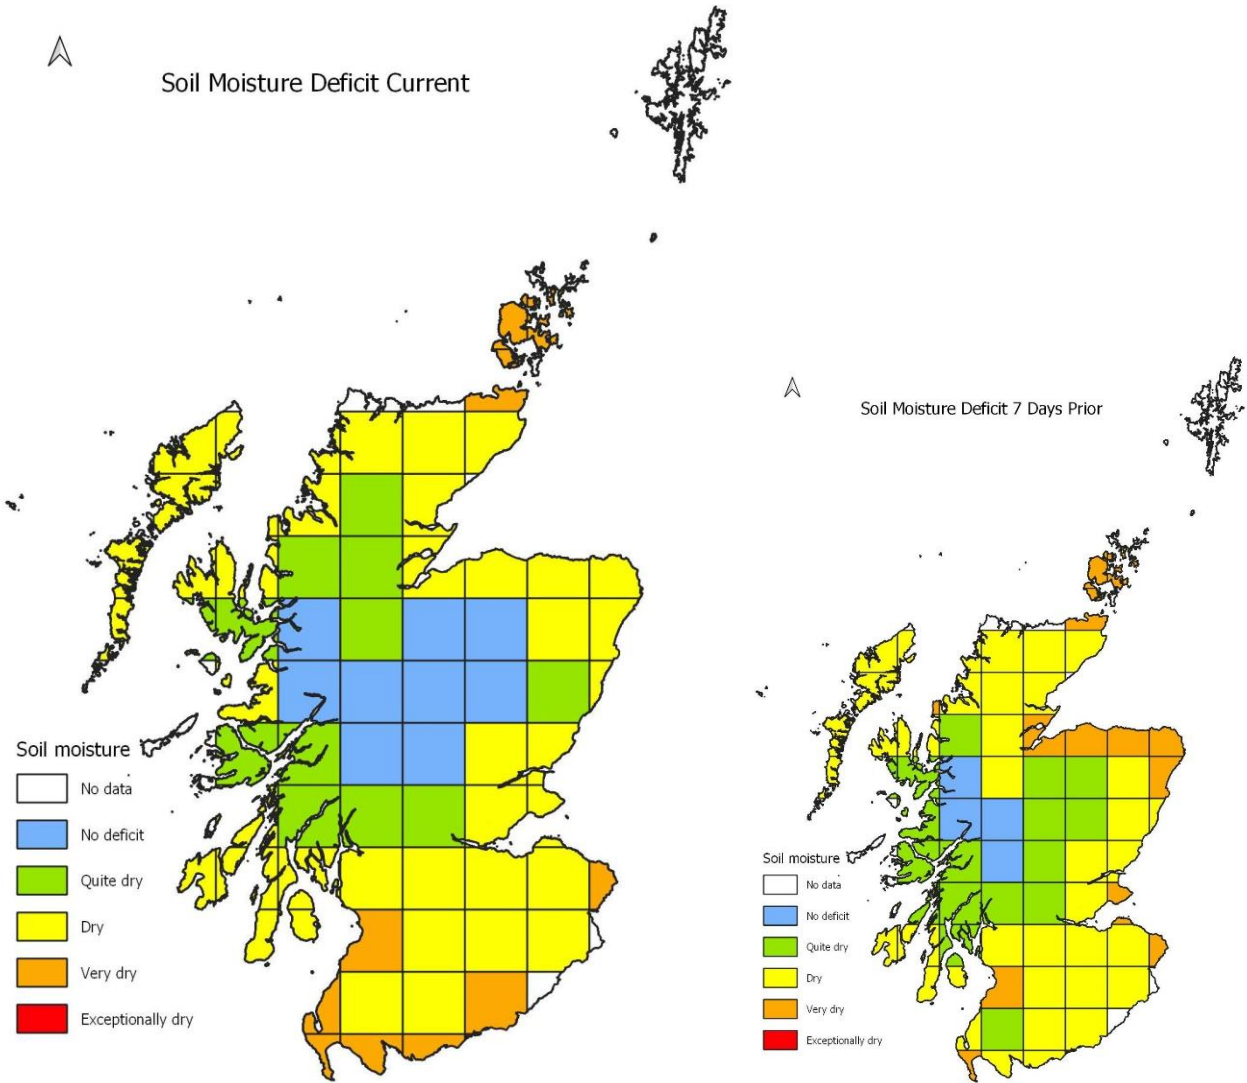 Soil Moisture Deficit Current
Soil moisture
No data
No deficit
Quite dry
Dry
Very dry
Exceptionally dry
Soil Moisture Deficit 7 Days Prior
Soil moisture
No data
No deficit
Quite dry
Dry
Very dry
Exceptionally dry